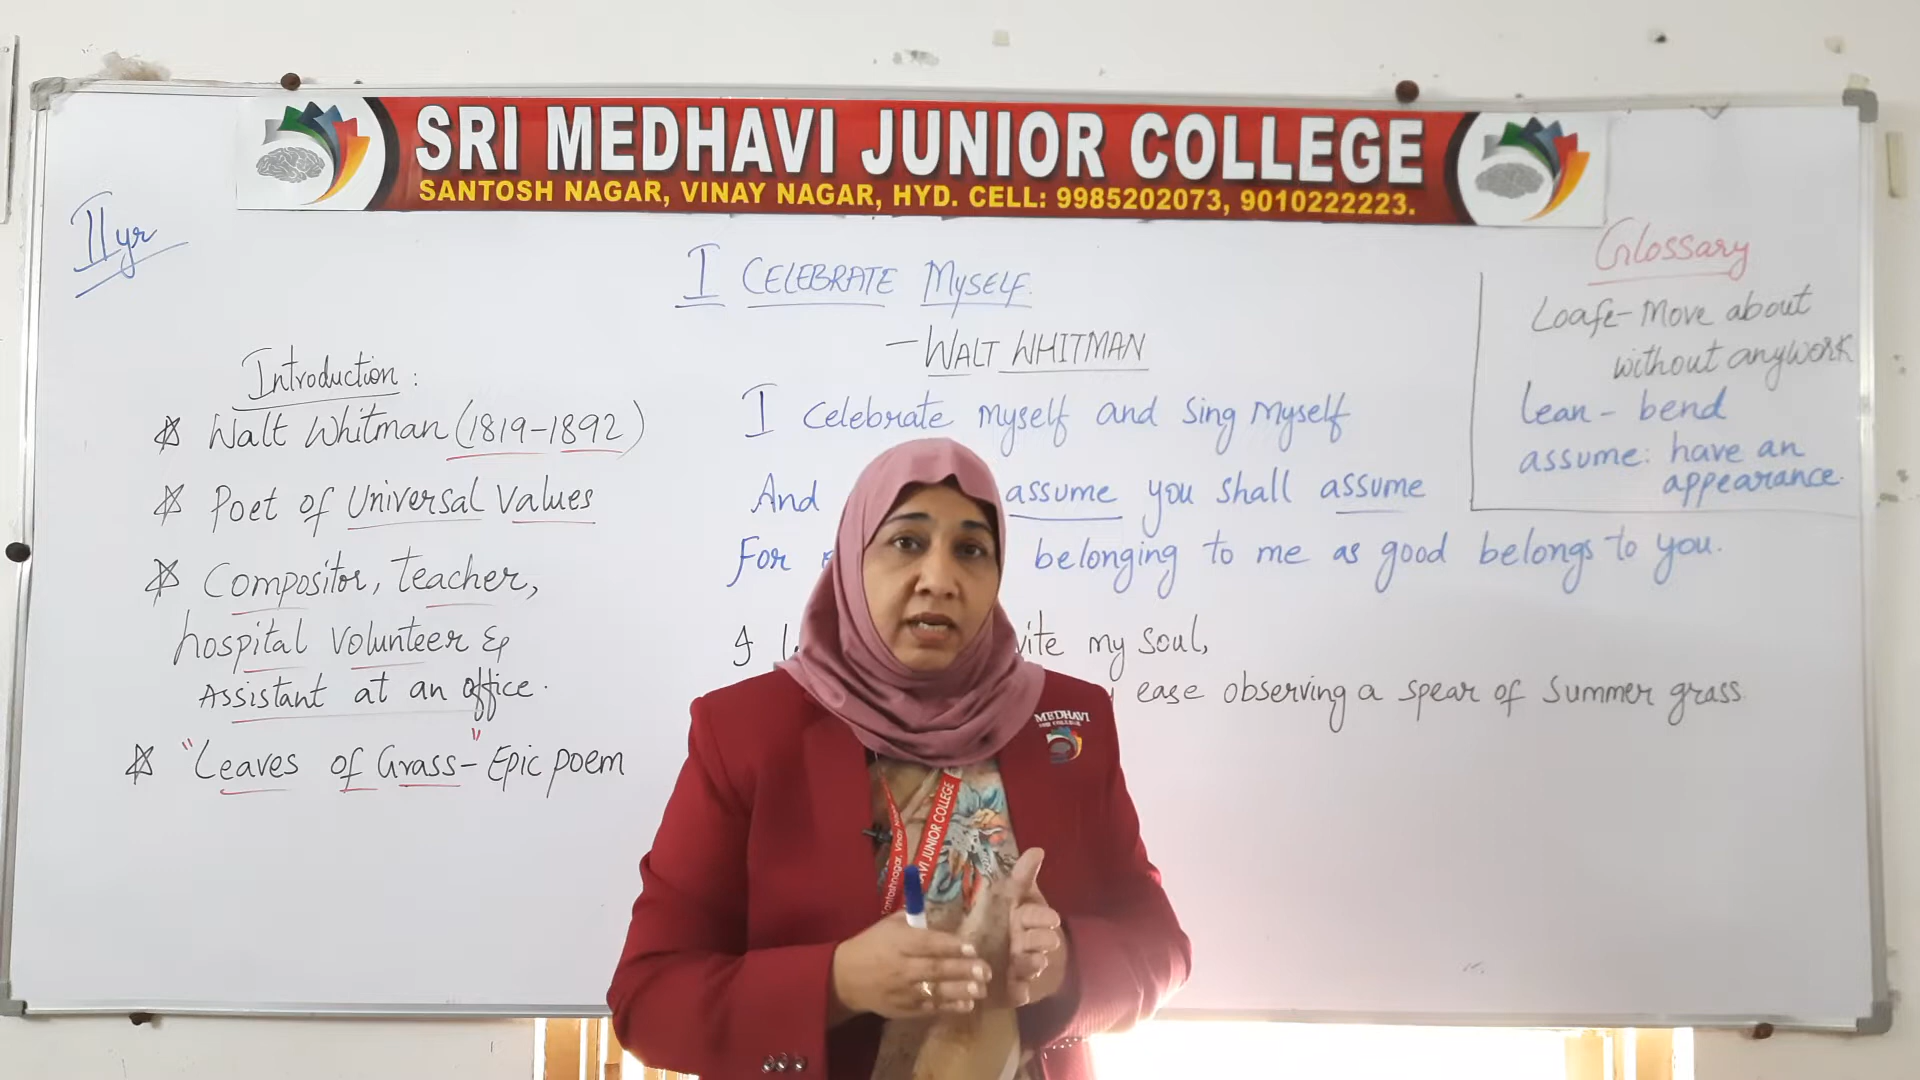 SRI MEDHAVI JUNIOR COLLEGE
SANTOSH NAGAR, VINAY NAGAR, HYD. CELL: 9985202073, 9010222223.
II yr
I CELEBRATE MYSELF.
- WALT WHITMAN
Introduction:
Walt Whitman (1819-1892)
Poet of Universal Values
Compositor, teacher,
hospital volunteer &
Assistant at an office.
"Leaves of Grass" - Epic poem
I celebrate myself and sing myself
And assume you shall assume
For belonging to me as good belongs to you.
I my soul,
ease observing a spear of summer grass.
Glossary
Loafe - Move about
without any work
lean - bend
assume: have an
appearance.
MEDHAVI
JUNIOR COLLEGE